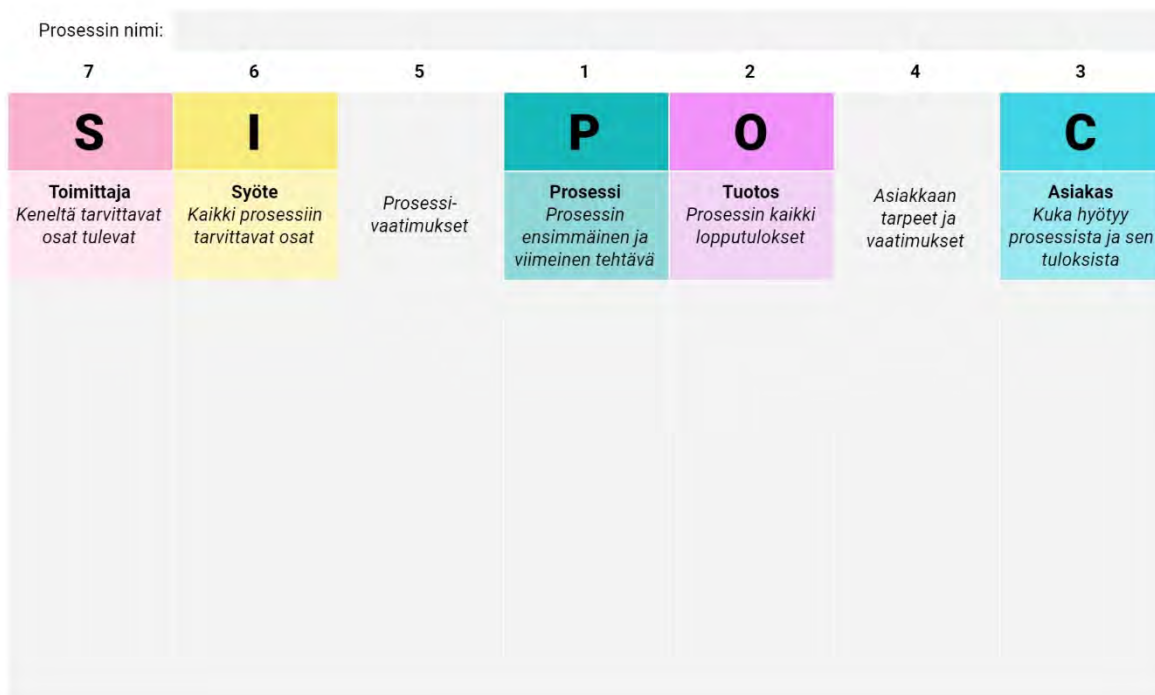 Prosessin nimi:
7 6 5 1 2 4 3
S I P O C
Toimittaja
Keneltä tarvittavat
osat tulevat
Syöte
Kaikki prosessiin
tarvittavat osat
Prosessi-
vaatimukset
Prosessi
Prosessin
ensimmäinen ja
viimeinen tehtävä
Tuotos
Prosessin kaikki
lopputulokset
Asiakkaan
tarpeet ja
vaatimukset
Asiakas
Kuka hyötyy
prosessista ja sen
tuloksista